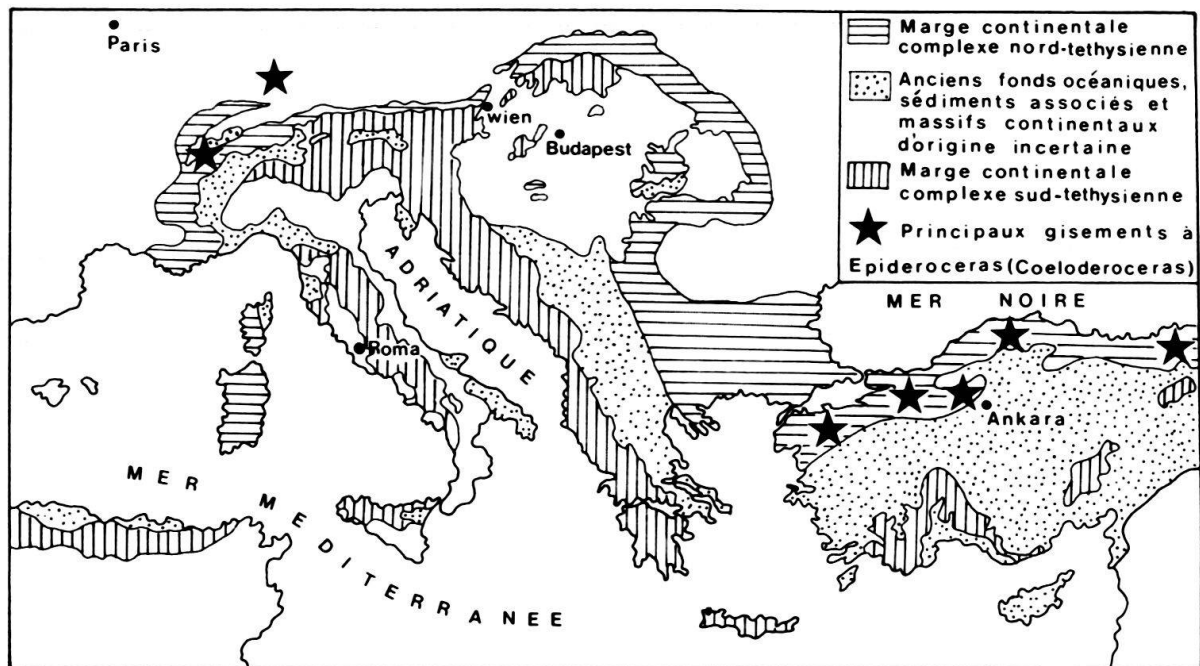 Paris
wien
Budapest
ADRIATIQUE
Roma
MER MEDITERRANEE
Marge continentale
complexe nord-tethysienne
Anciens fonds océaniques,
sédiments associés et
massifs continentaux
d'origine incertaine
Marge continentale
complexe sud-tethysienne
Principaux gisements à
Epideroceras (Coeloderoceras)
MER NOIRE
Ankara